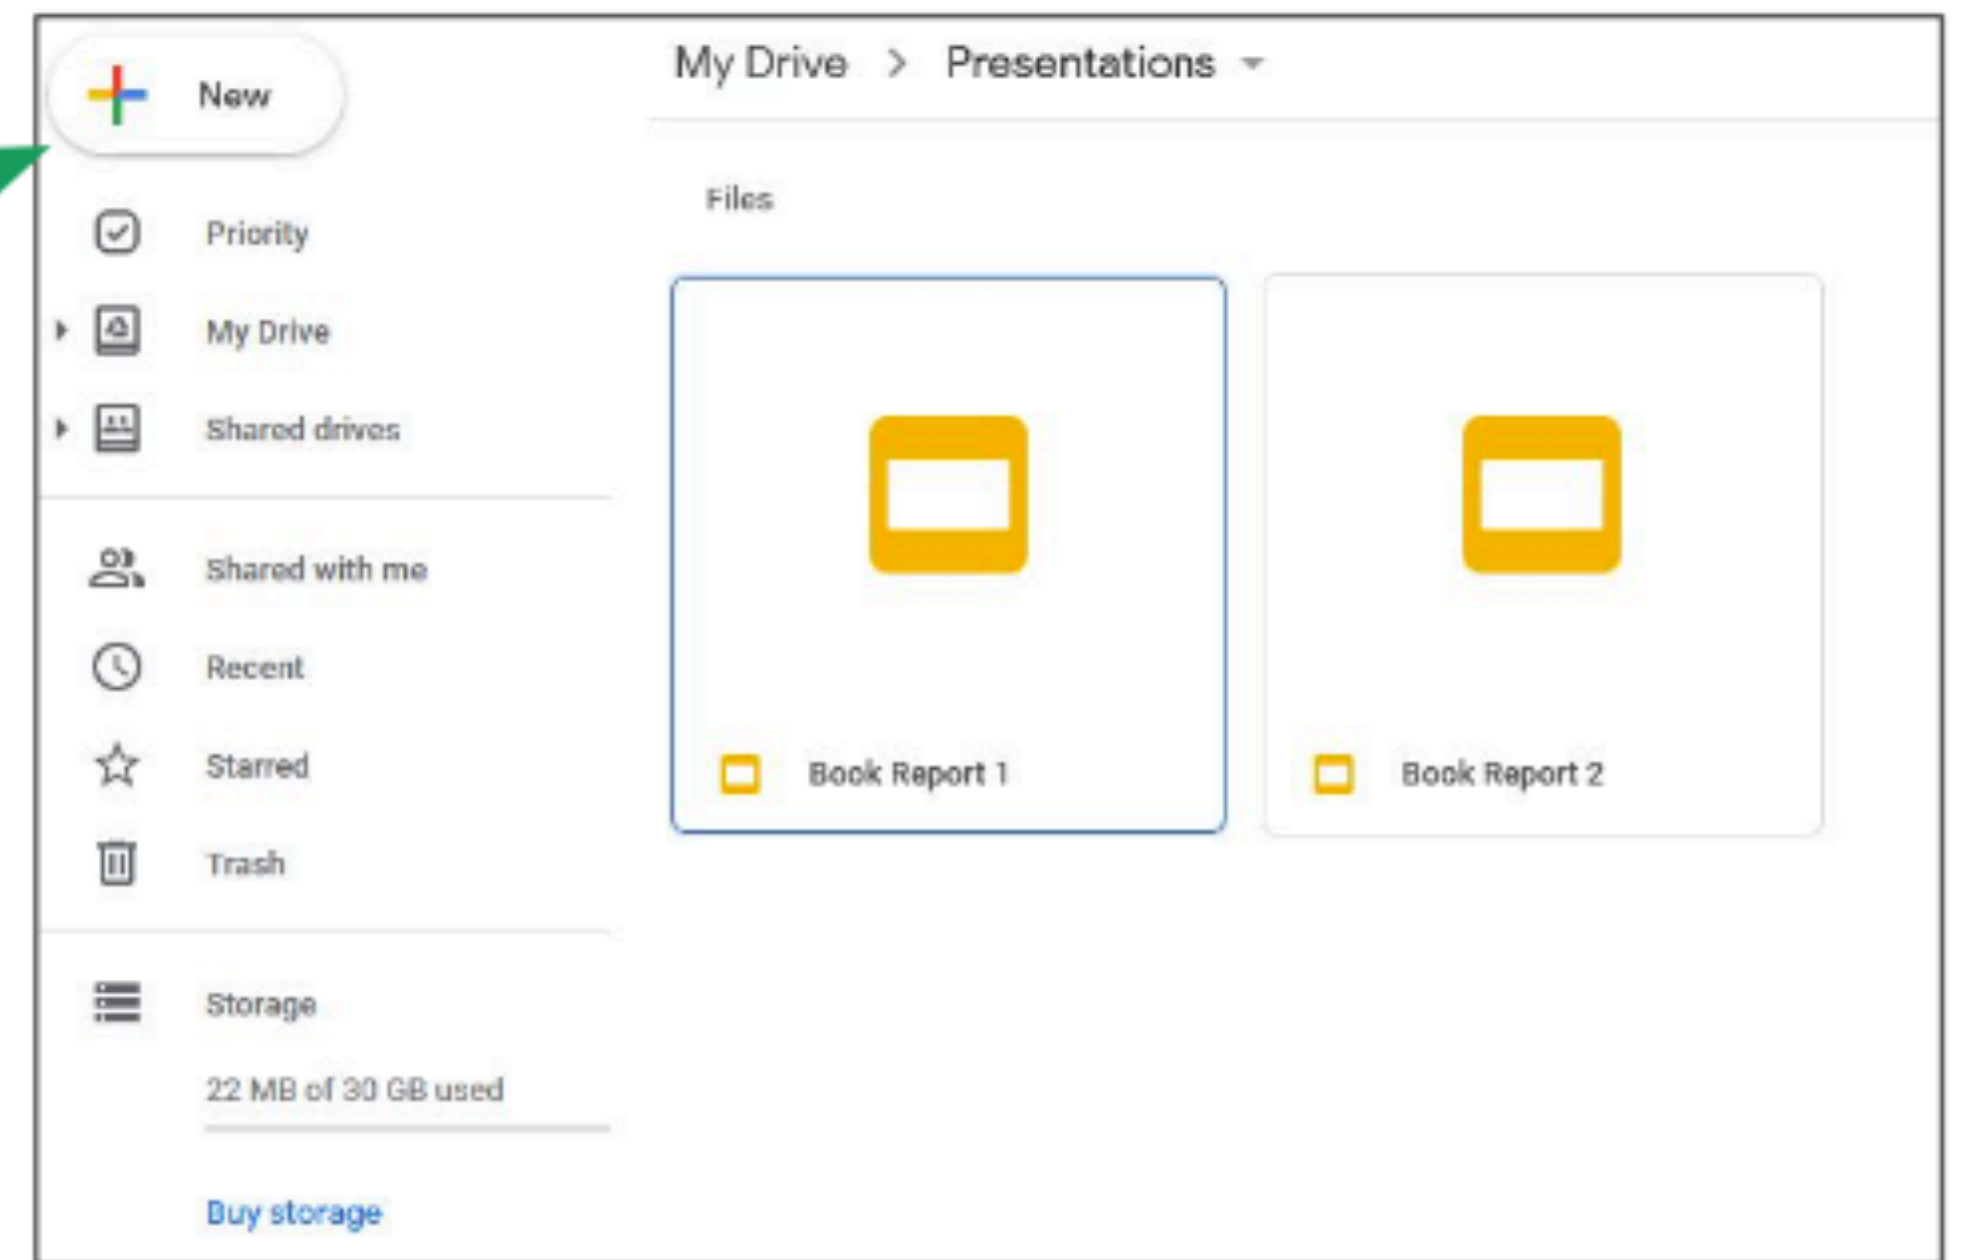 New
My Drive > Presentations
Priority
My Drive
Shared drives
Shared with me
Recent
Starred
Trash
Storage
22 MB of 30 GB used
Buy storage
Files
Book Report 1
Book Report 2